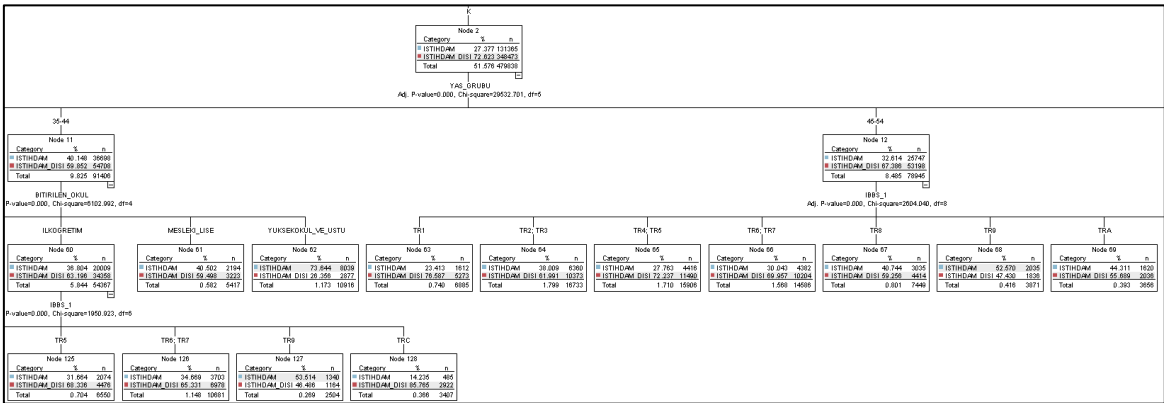 K
Node 2
Category % n
ISTIHDAM 27.377 131365
ISTIHDAM_DISI 72.623 348473
Total 51.576 479838
YAS_GRUBU
Adj. P-value=0.000, Chi-square=29532.701, df=5
35-44
45-54
Node 11
Category % n
ISTIHDAM 40.148 36698
ISTIHDAM_DISI 59.852 54708
Total 9.825 91406
Node 12
Category % n
ISTIHDAM 32.614 25747
ISTIHDAM_DISI 67.386 53198
Total 8.485 78945
BITIRILEN_OKUL
P-value=0.000, Chi-square=6102.992, df=4
IBBS_1
Adj. P-value=0.000, Chi-square=2604.040, df=8
ILKOGRETIM
MESLEKI_LISE
YUKSEKOKUL_VE_USTU
TR1
TR2; TR3
TR4; TR5
TR6; TR7
TR8
TR9
TRA
Node 60
Category % n
ISTIHDAM 36.804 20009
ISTIHDAM_DISI 63.196 34358
Total 5.844 54367
Node 61
Category % n
ISTIHDAM 40.502 2194
ISTIHDAM_DISI 59.498 3223
Total 0.582 5417
Node 62
Category % n
ISTIHDAM 73.644 8039
ISTIHDAM_DISI 26.356 2877
Total 1.173 10916
Node 63
Category % n
ISTIHDAM 23.413 1612
ISTIHDAM_DISI 76.587 5273
Total 0.740 6885
Node 64
Category % n
ISTIHDAM 38.009 6360
ISTIHDAM_DISI 61.991 10373
Total 1.799 16733
Node 65
Category % n
ISTIHDAM 27.763 4416
ISTIHDAM_DISI 72.237 11490
Total 1.710 15906
Node 66
Category % n
ISTIHDAM 30.043 4382
ISTIHDAM_DISI 69.957 10204
Total 1.568 14586
Node 67
Category % n
ISTIHDAM 40.744 3035
ISTIHDAM_DISI 59.256 4414
Total 0.801 7449
Node 68
Category % n
ISTIHDAM 52.570 2035
ISTIHDAM_DISI 47.430 1836
Total 0.416 3871
Node 69
Category % n
ISTIHDAM 44.311 1620
ISTIHDAM_DISI 55.689 2036
Total 0.393 3656
IBBS_1
P-value=0.000, Chi-square=1950.923, df=6
TR5
TR6; TR7
TR9
TRC
Node 125
Category % n
ISTIHDAM 31.664 2074
ISTIHDAM_DISI 68.336 4476
Total 0.704 6550
Node 126
Category % n
ISTIHDAM 34.669 3703
ISTIHDAM_DISI 65.331 6978
Total 1.148 10681
Node 127
Category % n
ISTIHDAM 53.514 1340
ISTIHDAM_DISI 46.486 1164
Total 0.269 2504
Node 128
Category % n
ISTIHDAM 14.235 485
ISTIHDAM_DISI 85.765 2922
Total 0.366 3407